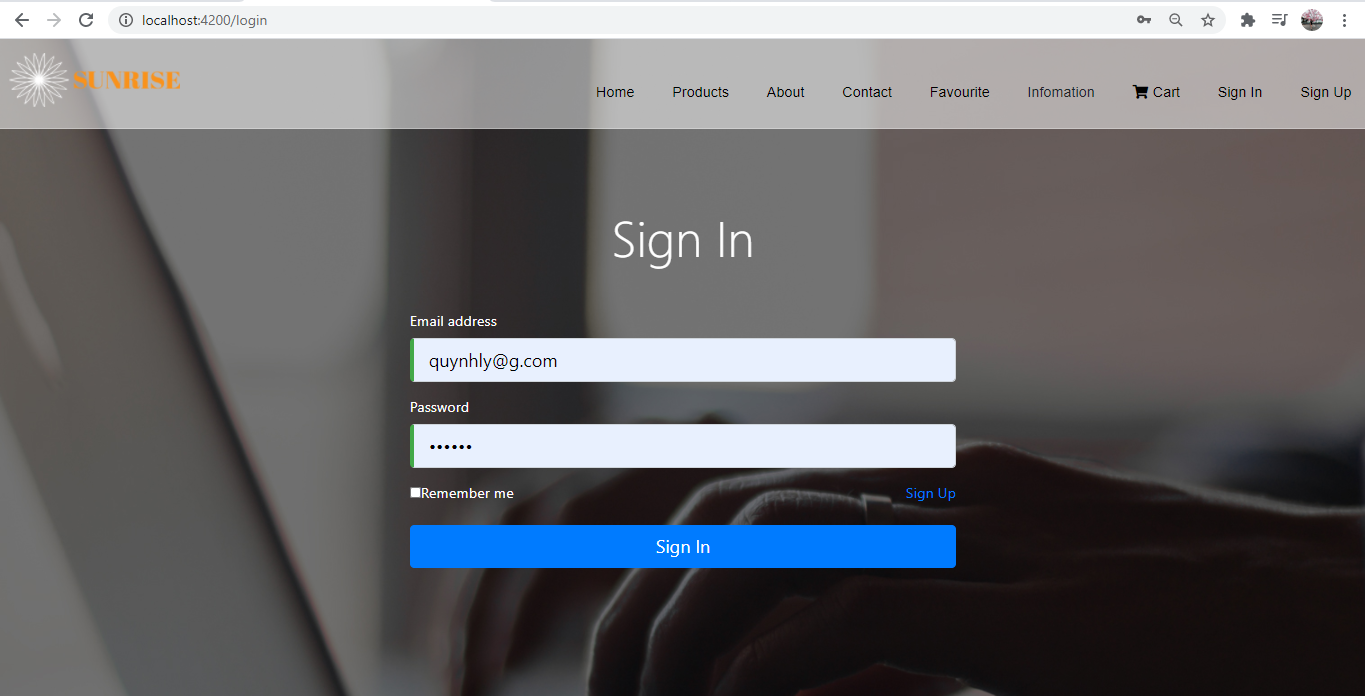 localhost:4200/login
SUNRISE
Home Products About Contact Favourite Infomation Cart Sign In Sign Up
Sign In
Email address
quynhly@g.com
Password
••••••
Remember me Sign Up
Sign In